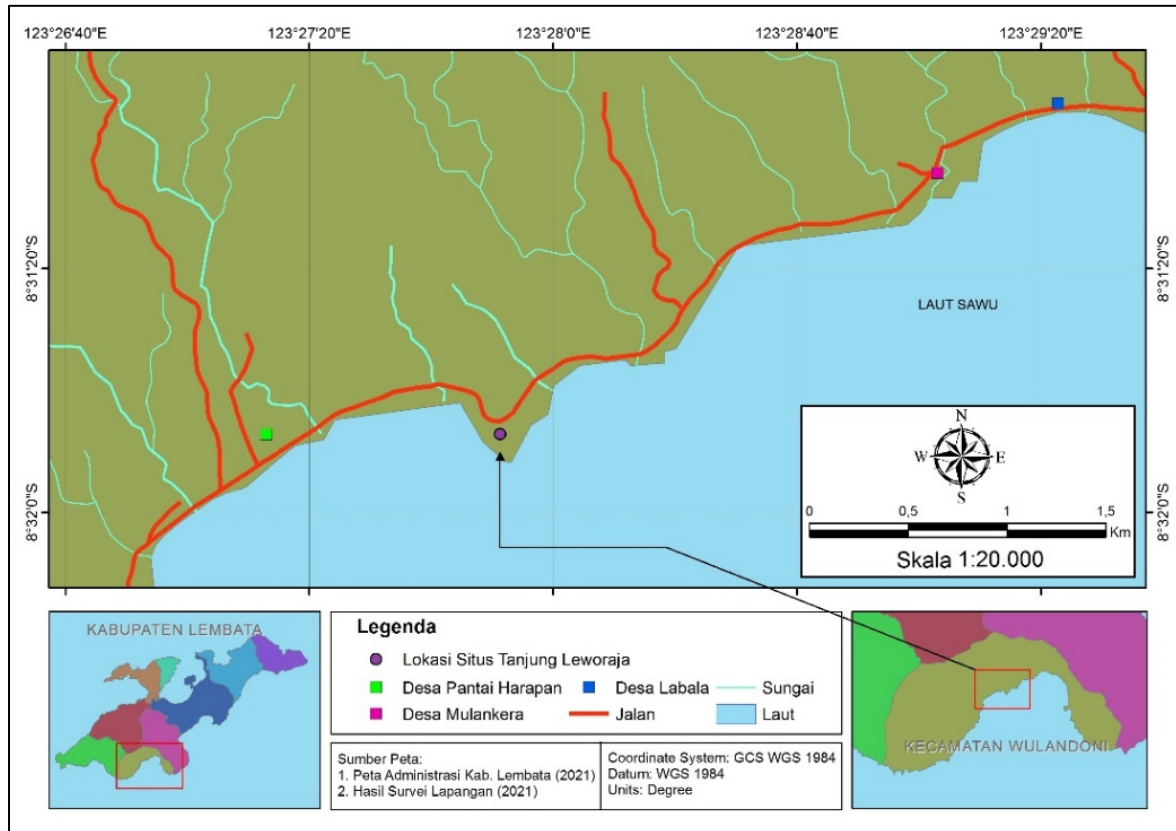 123°26'40"E 123°27'20"E 123°28'0"E 123°28'40"E 123°29'20"E
8°31'20"S
8°31'20"S
LAUT SAWU
8°32'0"S
8°32'0"S
N
W E
S
0 0,5 1 1,5
Km
Skala 1:20.000
KABUPATEN LEMBATA
Legenda
Lokasi Situs Tanjung Leworaja
Desa Pantai Harapan Desa Labala Sungai
Desa Mulankera Jalan Laut
Sumber Peta:
1. Peta Administrasi Kab. Lembata (2021)
2. Hasil Survei Lapangan (2021)
Coordinate System: GCS WGS 1984
Datum: WGS 1984
Units: Degree
KECAMATAN WULANDONI